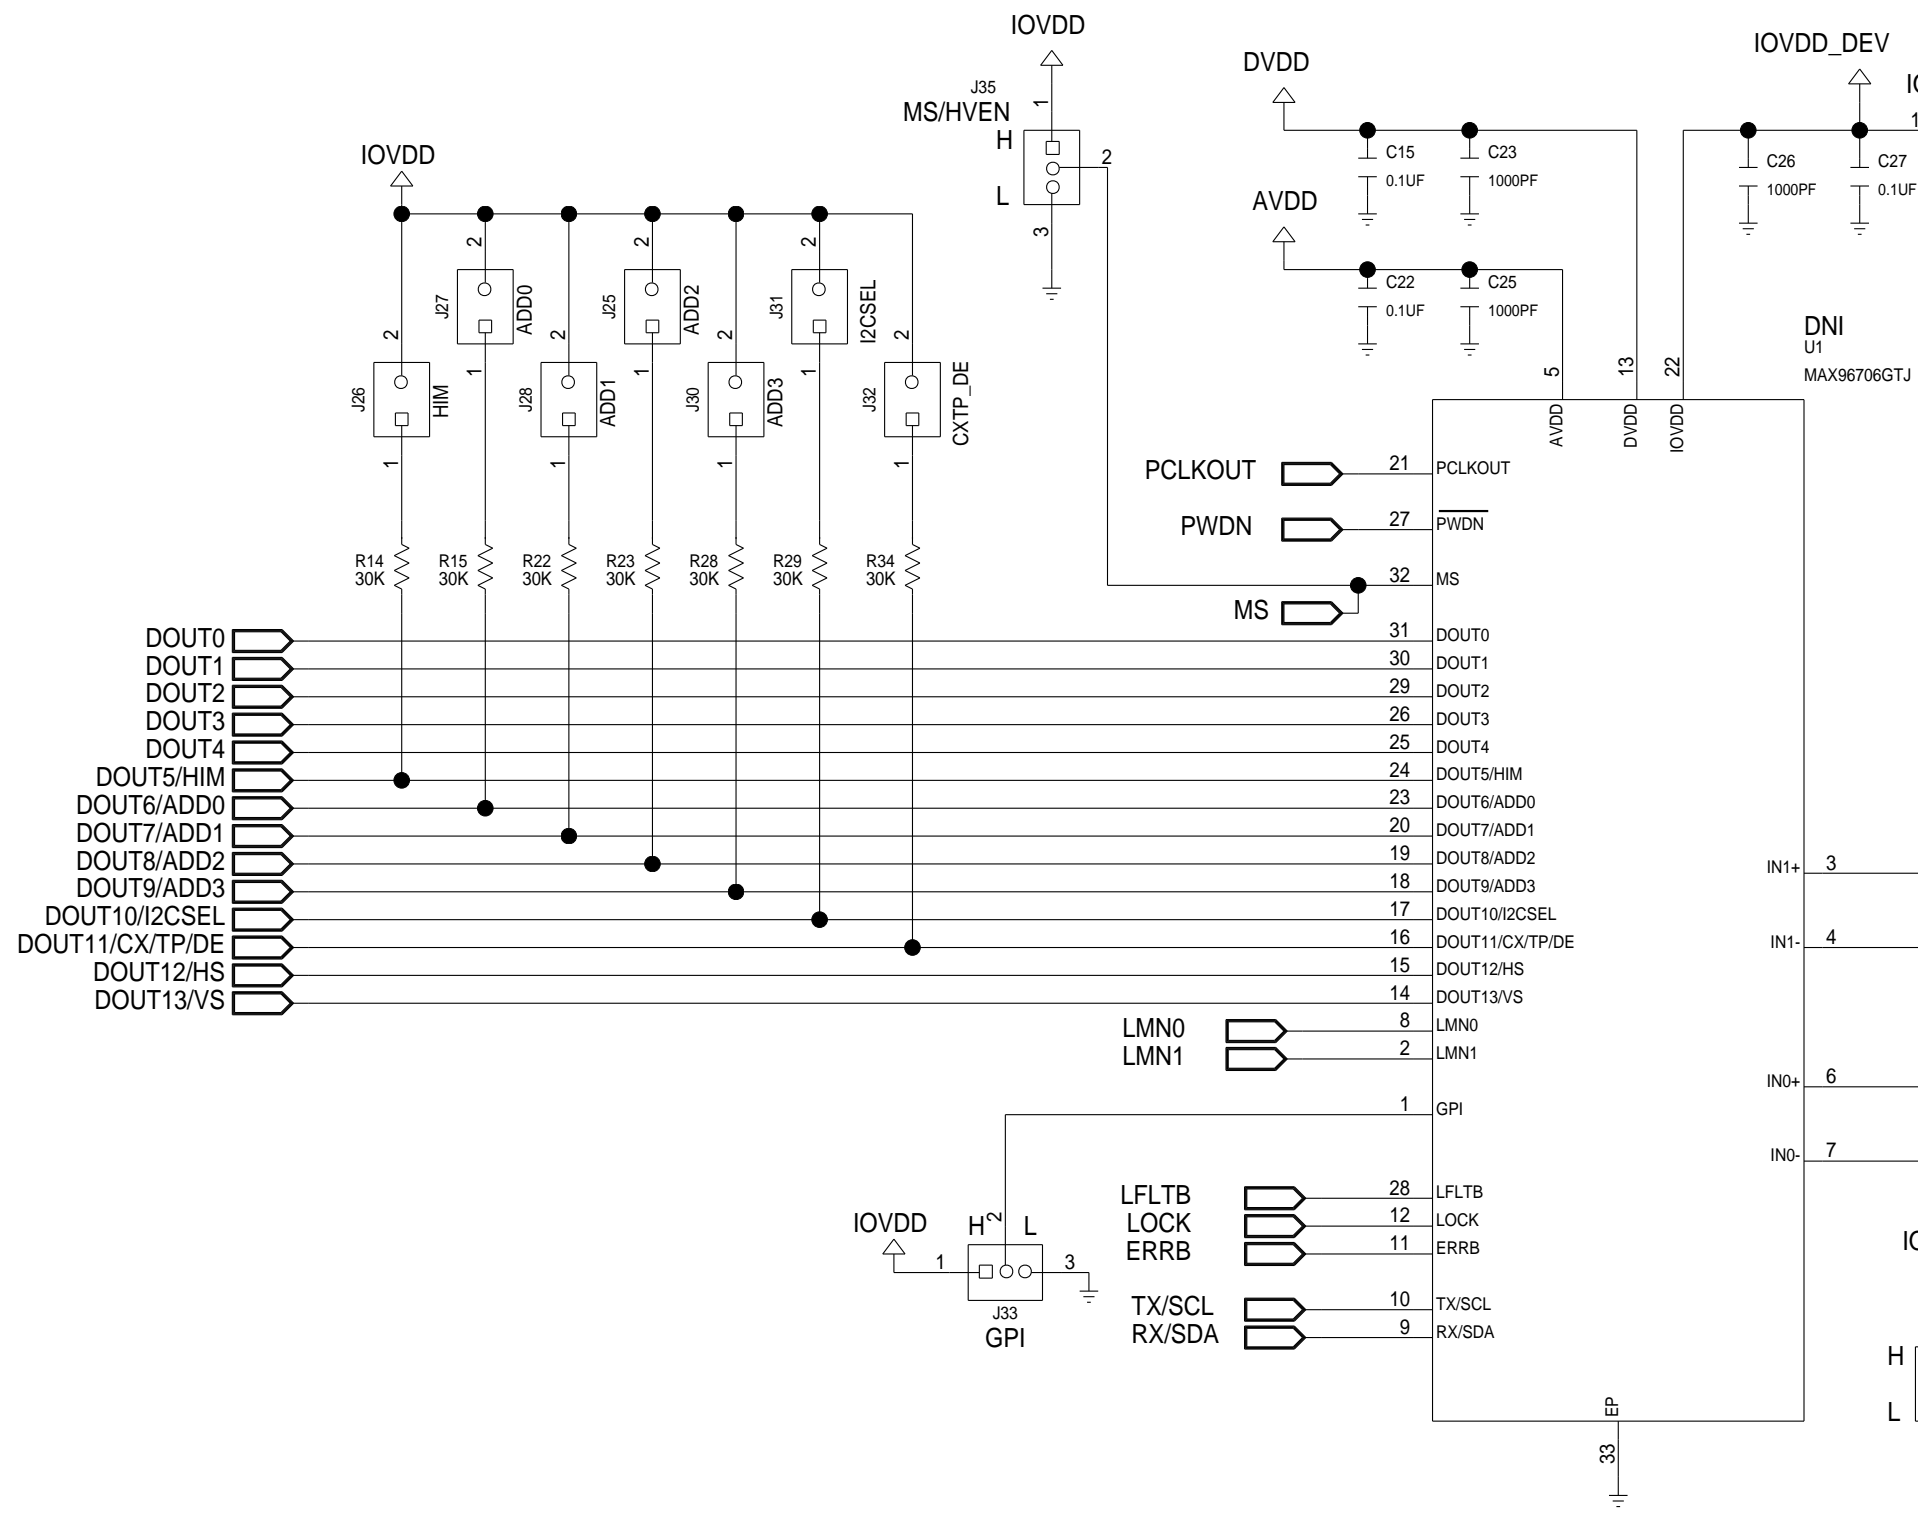 IOVDD
J35
MS/HVEN
H
L
1
2
3
DVDD
C15
0.1UF
C23
1000PF
AVDD
C22
0.1UF
C25
1000PF
IOVDD_DEV
1
C26
1000PF
C27
0.1UF
DNI
U1
MAX96706GTJ
IOVDD
2
J26
HIM
1
2
J27
ADD0
1
2
J28
ADD1
1
2
J25
ADD2
1
2
J30
ADD3
1
2
J31
I2CSEL
1
2
J32
CXTP_DE
1
R14
30K
R15
30K
R22
30K
R23
30K
R28
30K
R29
30K
R34
30K
5
13
22
AVDD
DVDD
IOVDD
PCLKOUT 21 PCLKOUT
PWDN 27 PWDN
32 MS
MS
DOUT0 31 DOUT0
DOUT1 30 DOUT1
DOUT2 29 DOUT2
DOUT3 26 DOUT3
DOUT4 25 DOUT4
DOUT5/HIM 24 DOUT5/HIM
DOUT6/ADD0 23 DOUT6/ADD0
DOUT7/ADD1 20 DOUT7/ADD1
DOUT8/ADD2 19 DOUT8/ADD2
DOUT9/ADD3 18 DOUT9/ADD3
DOUT10/I2CSEL 17 DOUT10/I2CSEL
DOUT11/CX/TP/DE 16 DOUT11/CX/TP/DE
DOUT12/HS 15 DOUT12/HS
DOUT13/VS 14 DOUT13/VS
LMN0 8 LMN0
LMN1 2 LMN1
1 GPI
IN1+ 3
IN1- 4
IN0+ 6
IN0- 7
LFLTB 28 LFLTB
LOCK 12 LOCK
ERRB 11 ERRB
TX/SCL 10 TX/SCL
RX/SDA 9 RX/SDA
IOVDD
H 2 L
1
3
J33
GPI
H
L
EP
33